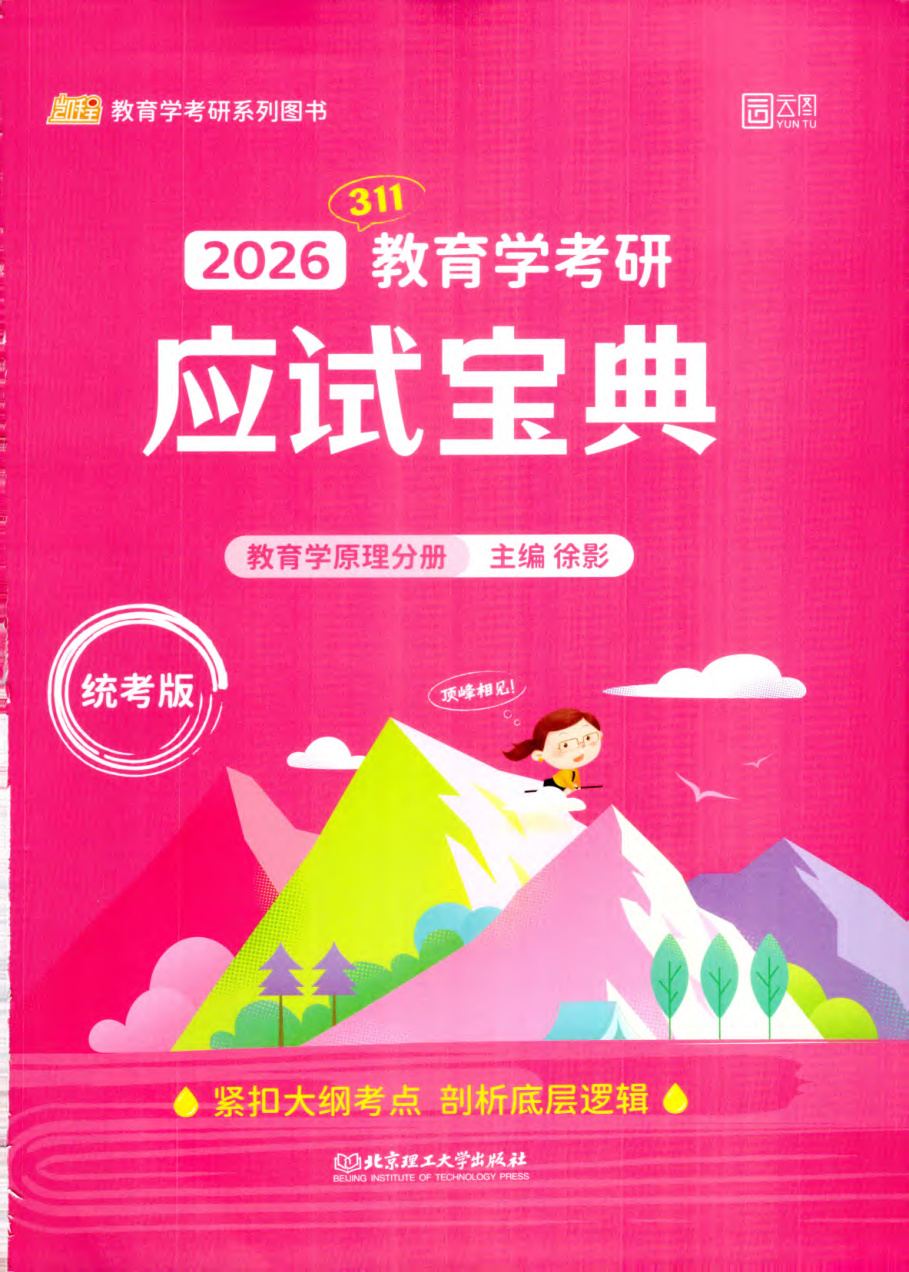 凯程 教育学考研系列图书
云图
YUN TU
311
2026 教育学考研
应试宝典
教育学原理分册 主编 徐影
统考版
顶峰相见!
紧扣大纲考点 剖析底层逻辑
北京理工大学出版社
BEIJING INSTITUTE OF TECHNOLOGY PRESS